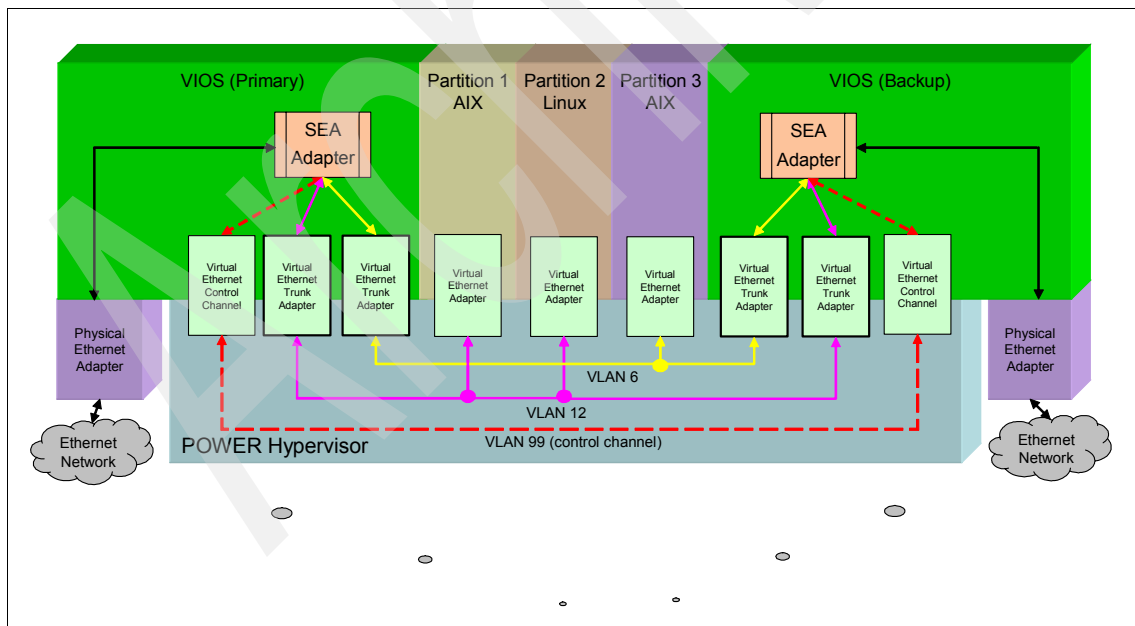 VIOS (Primary)
Partition 1
AIX
Partition 2
Linux
Partition 3
AIX
VIOS (Backup)
SEA
Adapter
SEA
Adapter
Virtual
Ethernet
Control
Channel
Virtual
Ethernet
Trunk
Adapter
Virtual
Ethernet
Trunk
Adapter
Virtual
Ethernet
Adapter
Virtual
Ethernet
Adapter
Virtual
Ethernet
Adapter
Virtual
Ethernet
Trunk
Adapter
Virtual
Ethernet
Trunk
Adapter
Virtual
Ethernet
Control
Channel
Physical
Ethernet
Adapter
Physical
Ethernet
Adapter
VLAN 6
VLAN 12
VLAN 99 (control channel)
POWER Hypervisor
Ethernet
Network
Ethernet
Network